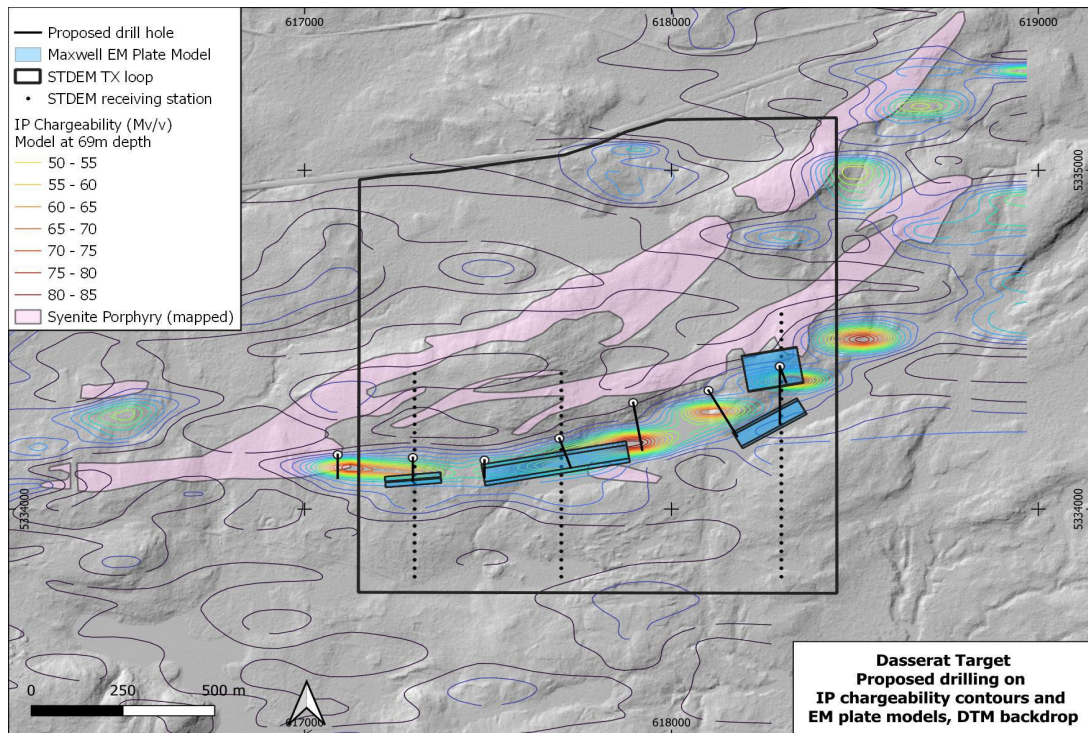 617000
618000
619000
Proposed drill hole
Maxwell EM Plate Model
STDEM TX loop
STDEM receiving station
IP Chargeability (Mv/v)
Model at 69m depth
50 - 55
55 - 60
60 - 65
65 - 70
70 - 75
75 - 80
80 - 85
Syenite Porphyry (mapped)
5335000
5335000
5334000
5334000
0 250 500 m
617000
618000
Dasserat Target
Proposed drilling on
IP chargeability contours and
EM plate models, DTM backdrop